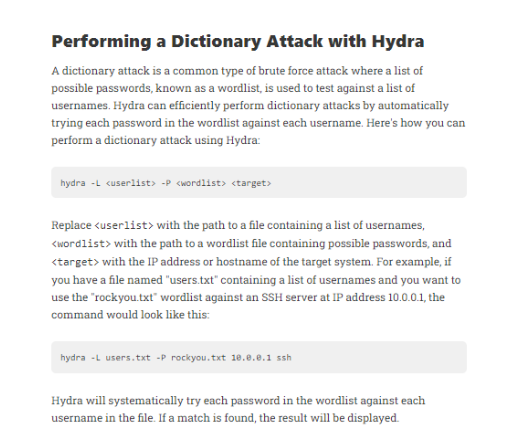 Performing a Dictionary Attack with Hydra
A dictionary attack is a common type of brute force attack where a list of
possible passwords, known as a wordlist, is used to test against a list of
usernames. Hydra can efficiently perform dictionary attacks by automatically
trying each password in the wordlist against each username. Here's how you can
perform a dictionary attack using Hydra:
hydra -L <userlist> -P <wordlist> <target>
Replace <userlist> with the path to a file containing a list of usernames,
<wordlist> with the path to a wordlist file containing possible passwords, and
<target> with the IP address or hostname of the target system. For example, if
you have a file named "users.txt" containing a list of usernames and you want to
use the "rockyou.txt" wordlist against an SSH server at IP address 10.0.0.1, the
command would look like this:
hydra -L users.txt -P rockyou.txt 10.0.0.1 ssh
Hydra will systematically try each password in the wordlist against each
username in the file. If a match is found, the result will be displayed.